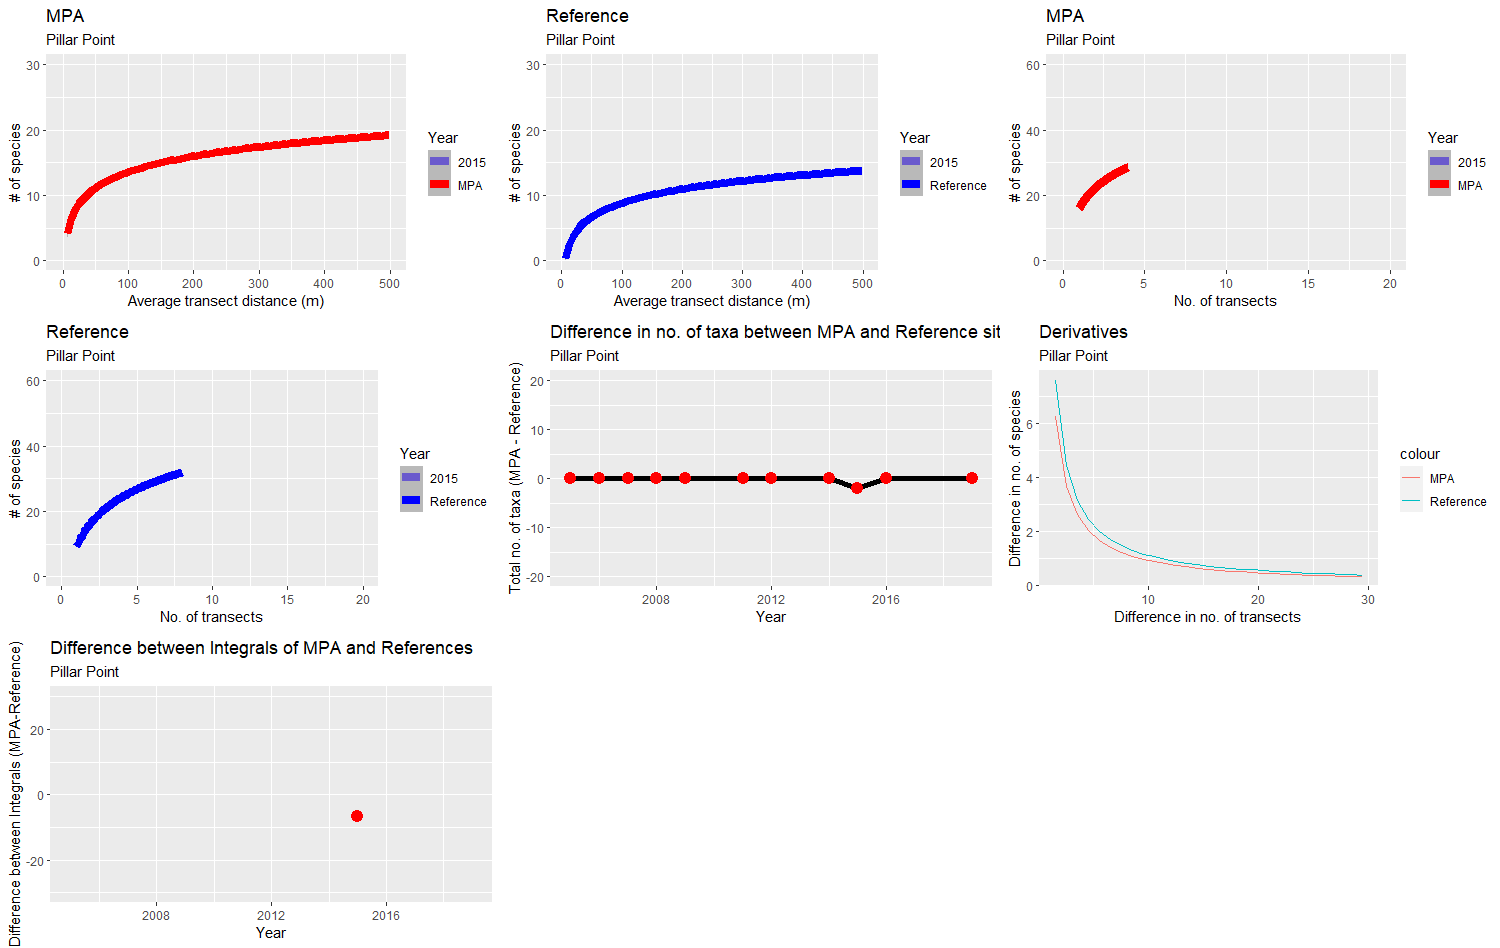 MPA
Pillar Point
# of species
30
20
10
0
0 100 200 300 400 500
Average transect distance (m)
Year
2015
MPA
Reference
Pillar Point
# of species
30
20
10
0
0 100 200 300 400 500
Average transect distance (m)
Year
2015
Reference
MPA
Pillar Point
# of species
60
40
20
0
0 5 10 15 20
No. of transects
Year
2015
MPA
Reference
Pillar Point
# of species
60
40
20
0
0 5 10 15 20
No. of transects
Year
2015
Reference
Difference in no. of taxa between MPA and Reference sit
Pillar Point
Total no. of taxa (MPA - Reference)
20
10
0
-10
-20
2008 2012 2016
Year
Derivatives
Pillar Point
Difference in no. of species
6
4
2
0
10 20 30
Difference in no. of transects
colour
MPA
Reference
Difference between Integrals of MPA and References
Pillar Point
Difference between Integrals (MPA-Reference)
20
0
-20
2008 2012 2016
Year